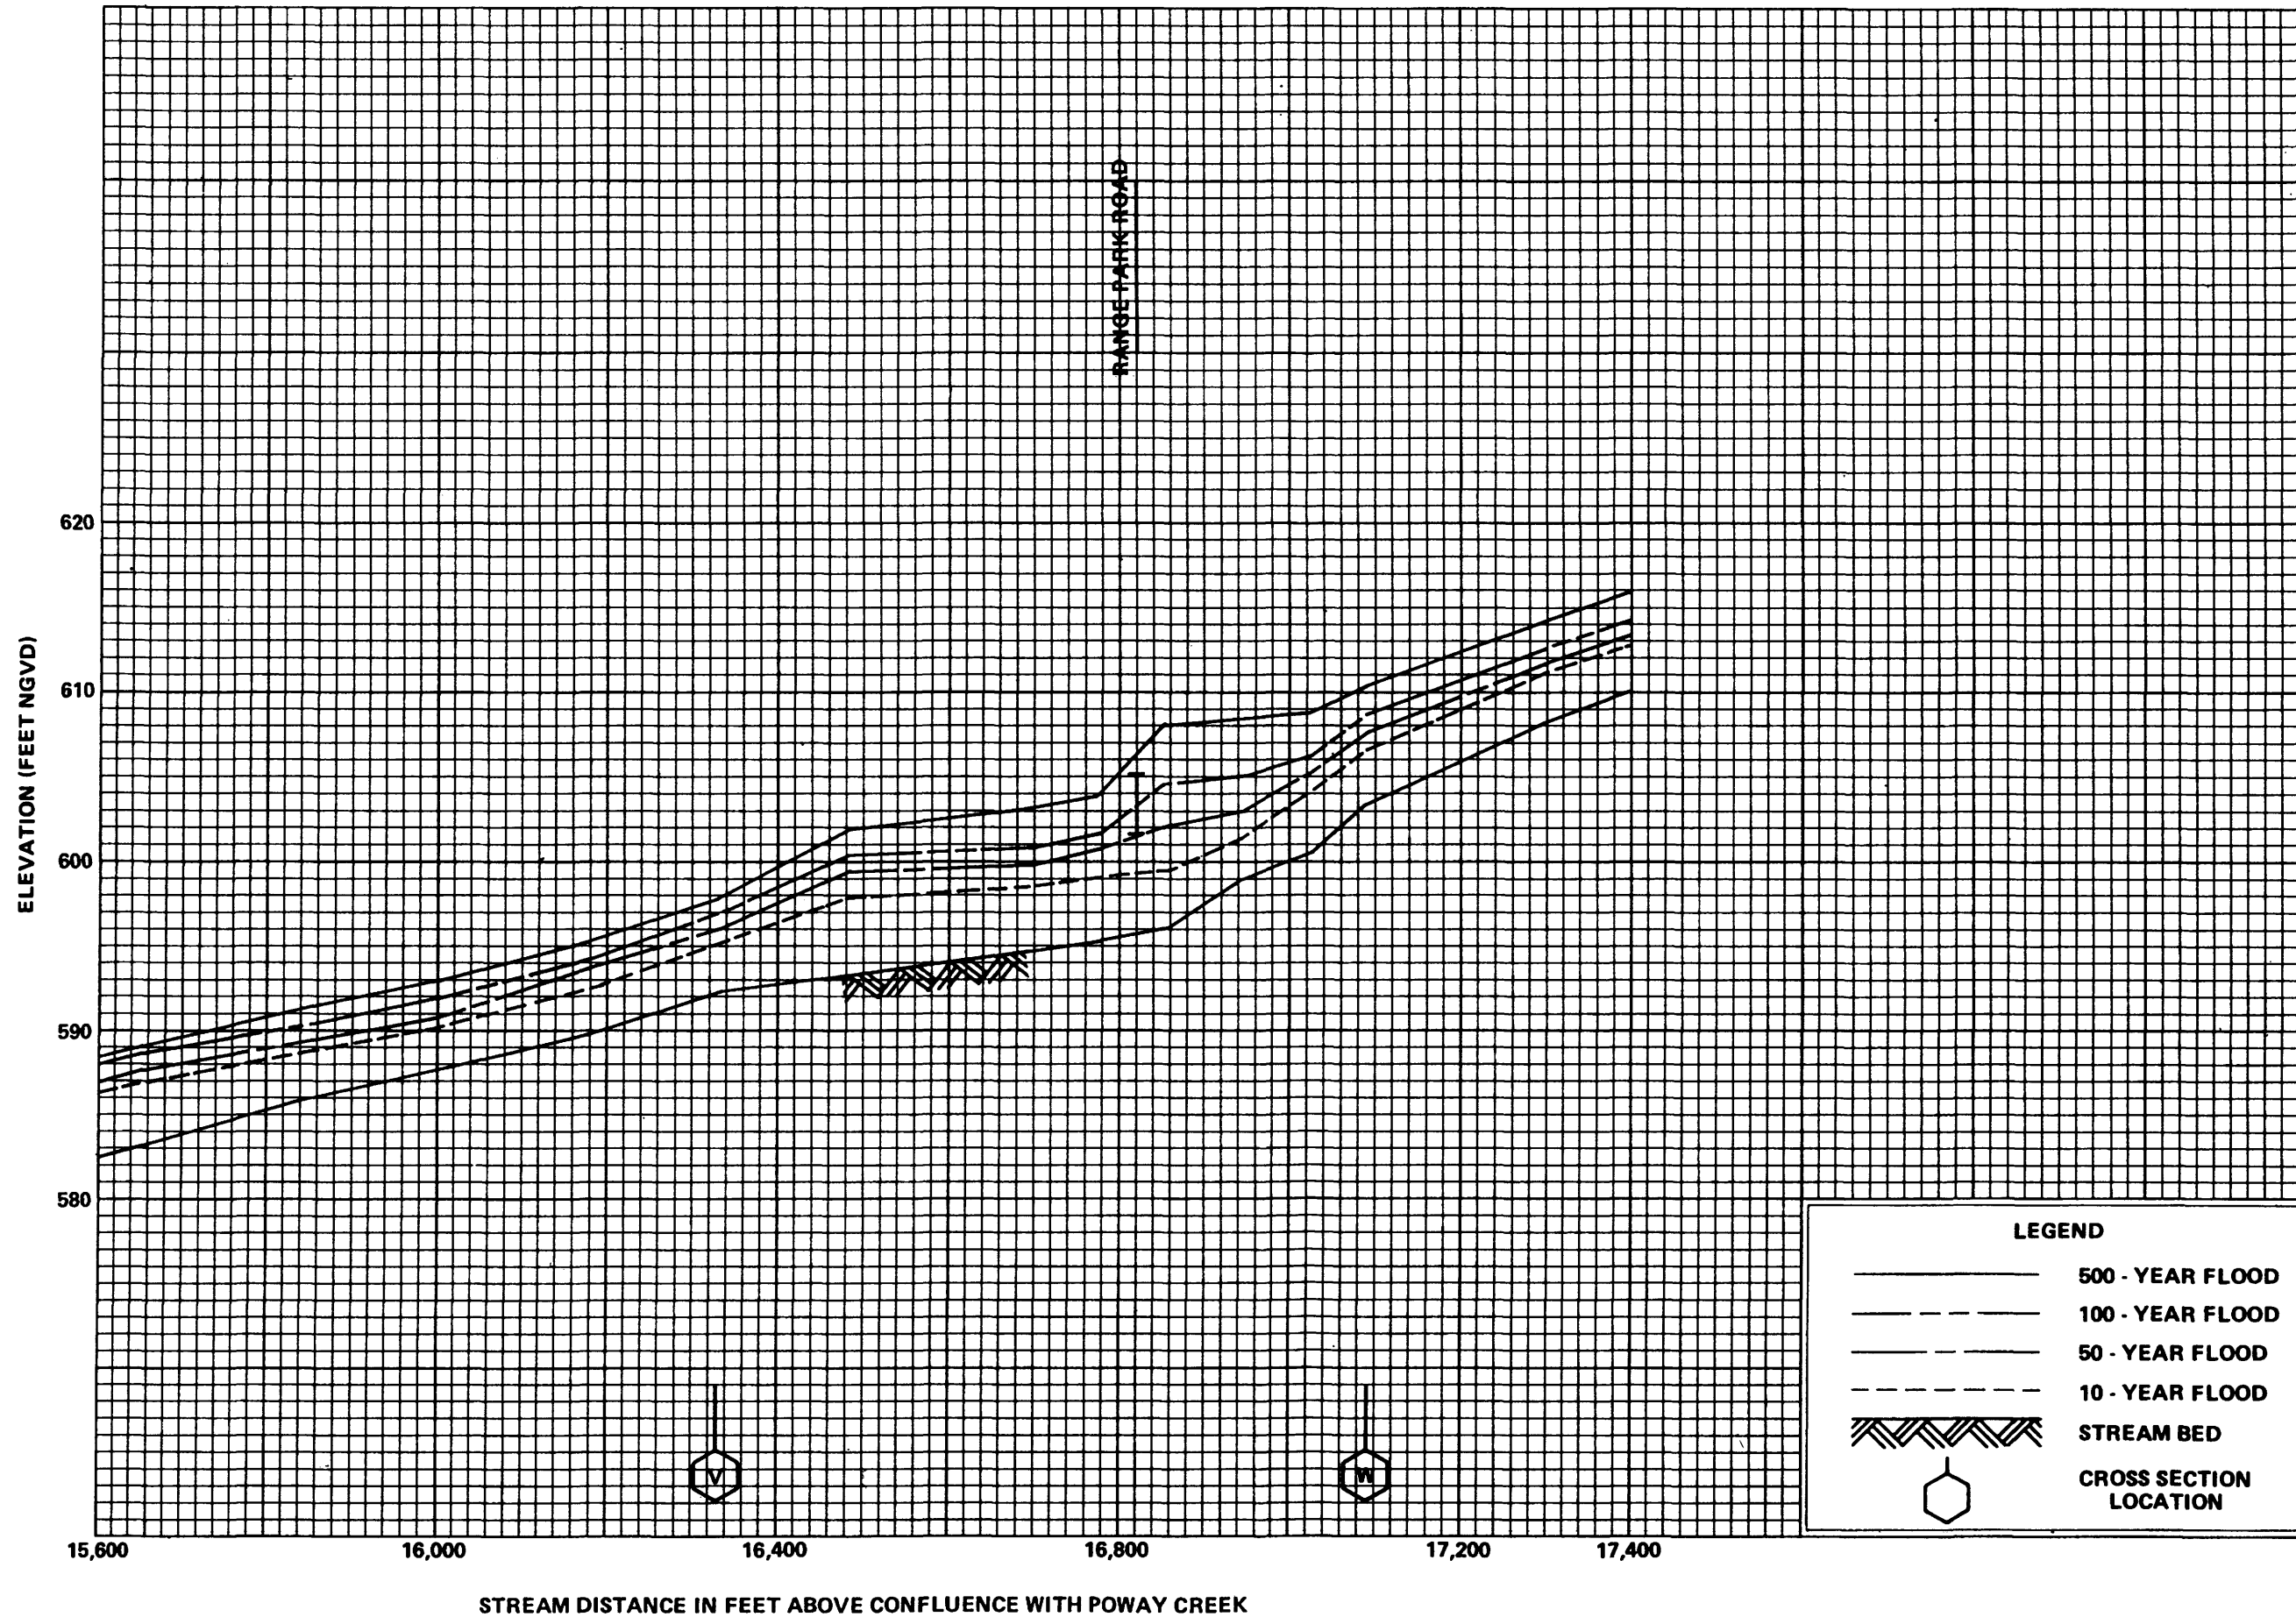 RANGE PARK ROAD
620
610
600
590
580
ELEVATION (FEET NGVD)
V
W
15,600
16,000
16,400
16,800
17,200
17,400
STREAM DISTANCE IN FEET ABOVE CONFLUENCE WITH POWAY CREEK
LEGEND
500 - YEAR FLOOD
100 - YEAR FLOOD
50 - YEAR FLOOD
10 - YEAR FLOOD
STREAM BED
CROSS SECTION
LOCATION